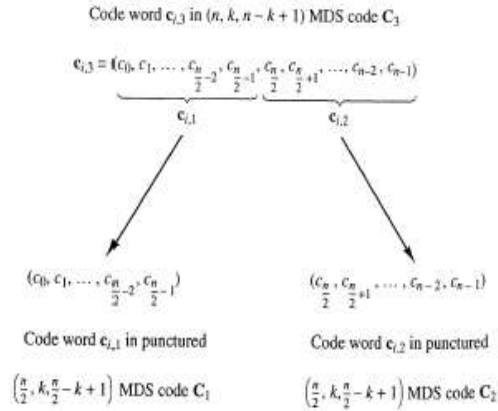 Code word c_{i,3} in (n, k, n − k + 1) MDS code C_3
c_{i,3} = (c_0, c_1, … , c_{n/2−2}, c_{n/2−1}, c_{n/2}, c_{n/2+1}, … , c_{n−2}, c_{n−1})
c_{i,1} c_{i,2}
(c_0, c_1, … , c_{n/2−2}, c_{n/2−1}) (c_{n/2}, c_{n/2+1}, … , c_{n−2}, c_{n−1})
Code word c_{i,1} in punctured Code word c_{i,2} in punctured
(n/2, k, n/2 − k + 1) MDS code C_1 (n/2, k, n/2 − k + 1) MDS code C_2